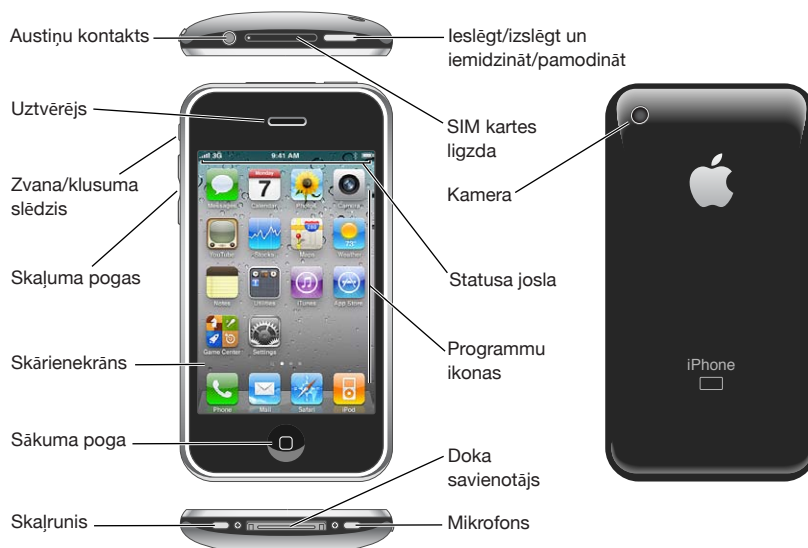 Austiņu kontakts
Ieslēgt/izslēgt un
iemidzināt/pamodināt
Uztvērējs
SIM kartes
ligzda
Zvana/klusuma
slēdzis
Kamera
Skaļuma pogas
Statusa josla
Skārienekrāns
Programmu
ikonas
Sākuma poga
Doka
savienotājs
Skaļrunis
Mikrofons
3G 9:41 AM
Monday
7
Messages Calendar Photos Camera
280
73°
YouTube Stocks Maps Weather
Notes Utilities iTunes App Store
Game Center Settings
Phone Mail Safari iPod
iPhone